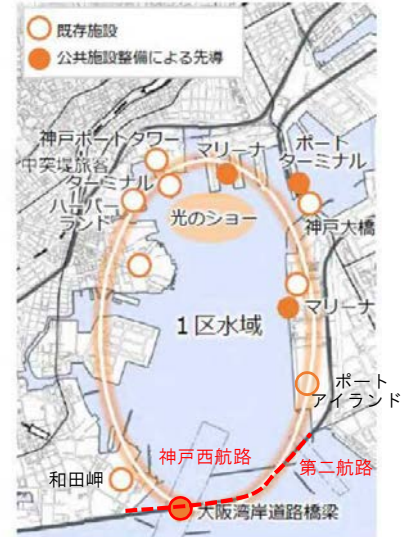 既存施設
公共施設整備による先導
神戸ポートタワー
マリーナ
ポート
ターミナル
中突堤旅客
ターミナル
ハーバー
ランド
光のショー
神戸大橋
マリーナ
1区水域
ポート
アイランド
神戸西航路
第二航路
和田岬
大阪湾岸道路橋梁